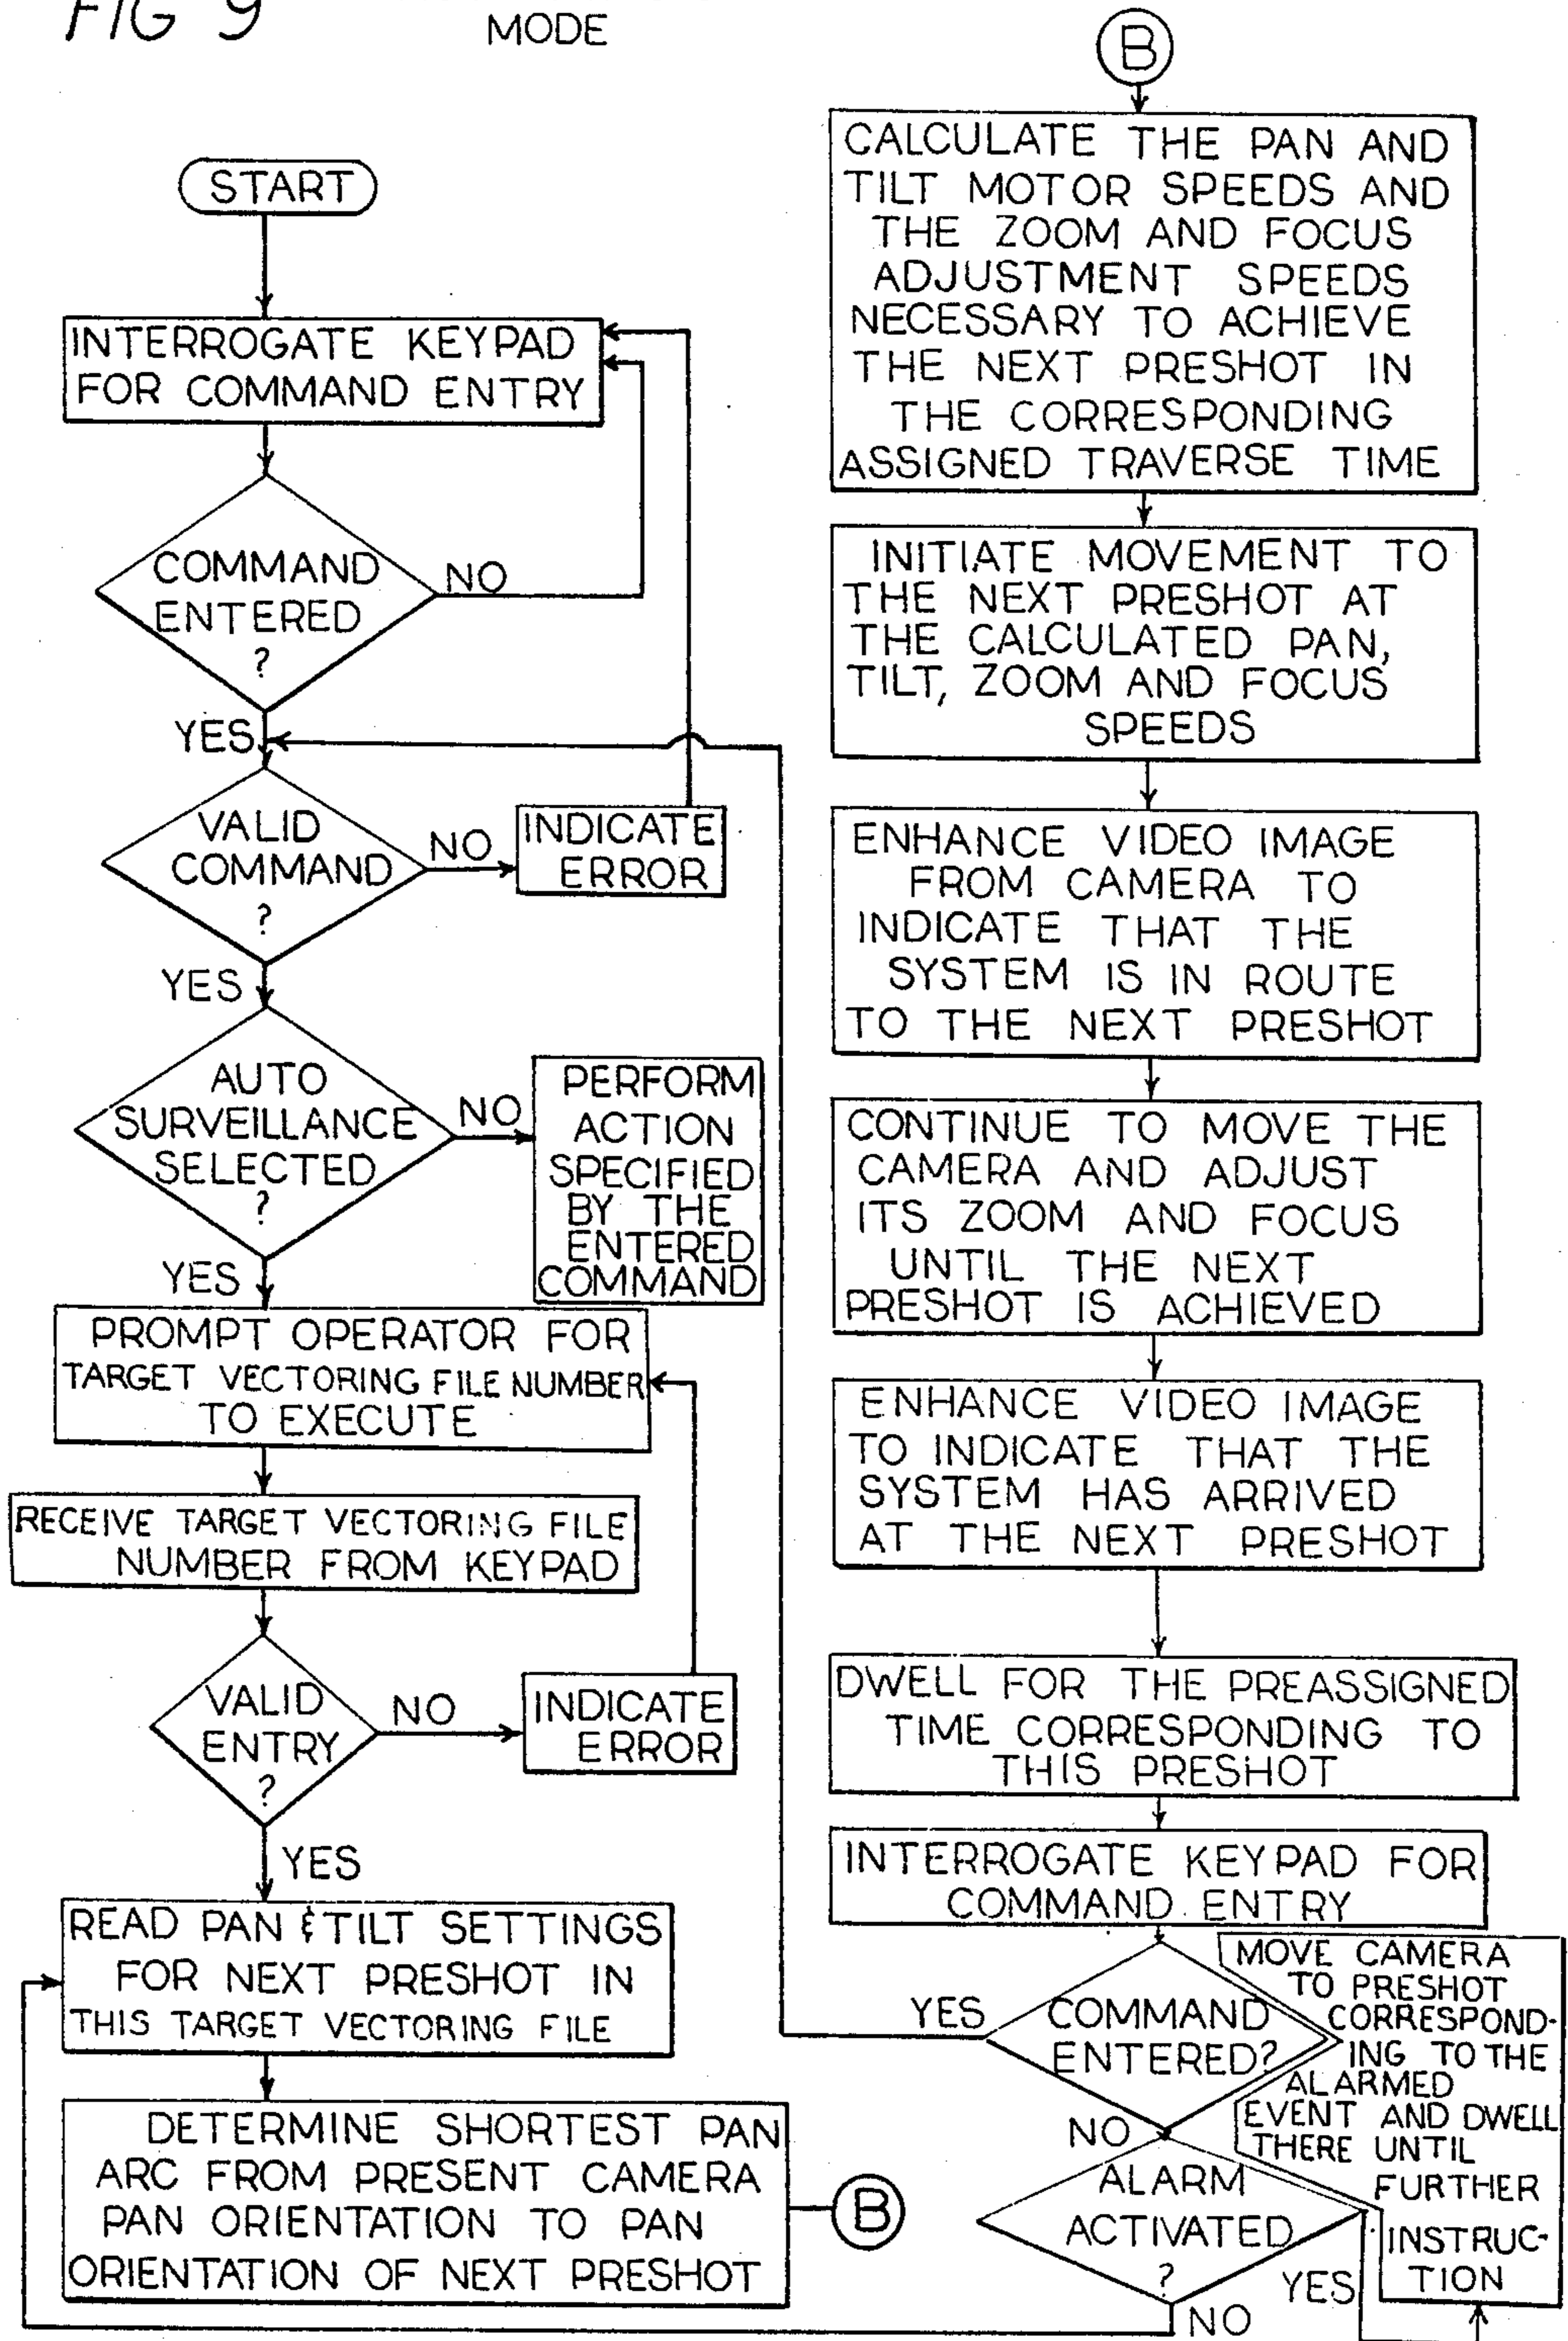 FIG 9
MODE
START
INTERROGATE KEYPAD
FOR COMMAND ENTRY
COMMAND
ENTERED
?
NO
YES
VALID
COMMAND
?
NO
INDICATE
ERROR
YES
AUTO
SURVEILLANCE
SELECTED
?
NO
PERFORM
ACTION
SPECIFIED
BY THE
ENTERED
COMMAND
YES
PROMPT OPERATOR FOR
TARGET VECTORING FILE NUMBER
TO EXECUTE
RECEIVE TARGET VECTORING FILE
NUMBER FROM KEYPAD
VALID
ENTRY
?
NO
INDICATE
ERROR
YES
READ PAN & TILT SETTINGS
FOR NEXT PRESHOT IN
THIS TARGET VECTORING FILE
DETERMINE SHORTEST PAN
ARC FROM PRESENT CAMERA
PAN ORIENTATION TO PAN
ORIENTATION OF NEXT PRESHOT
B
B
CALCULATE THE PAN AND
TILT MOTOR SPEEDS AND
THE ZOOM AND FOCUS
ADJUSTMENT SPEEDS
NECESSARY TO ACHIEVE
THE NEXT PRESHOT IN
THE CORRESPONDING
ASSIGNED TRAVERSE TIME
INITIATE MOVEMENT TO
THE NEXT PRESHOT AT
THE CALCULATED PAN,
TILT, ZOOM AND FOCUS
SPEEDS
ENHANCE VIDEO IMAGE
FROM CAMERA TO
INDICATE THAT THE
SYSTEM IS IN ROUTE
TO THE NEXT PRESHOT
CONTINUE TO MOVE THE
CAMERA AND ADJUST
ITS ZOOM AND FOCUS
UNTIL THE NEXT
PRESHOT IS ACHIEVED
ENHANCE VIDEO IMAGE
TO INDICATE THAT THE
SYSTEM HAS ARRIVED
AT THE NEXT PRESHOT
DWELL FOR THE PREASSIGNED
TIME CORRESPONDING TO
THIS PRESHOT
INTERROGATE KEYPAD FOR
COMMAND ENTRY
COMMAND
ENTERED?
YES
NO
ALARM
ACTIVATED
?
YES
NO
MOVE CAMERA
TO PRESHOT
CORRESPOND-
ING TO THE
ALARMED
EVENT AND DWELL
THERE UNTIL
FURTHER
INSTRUC-
TION